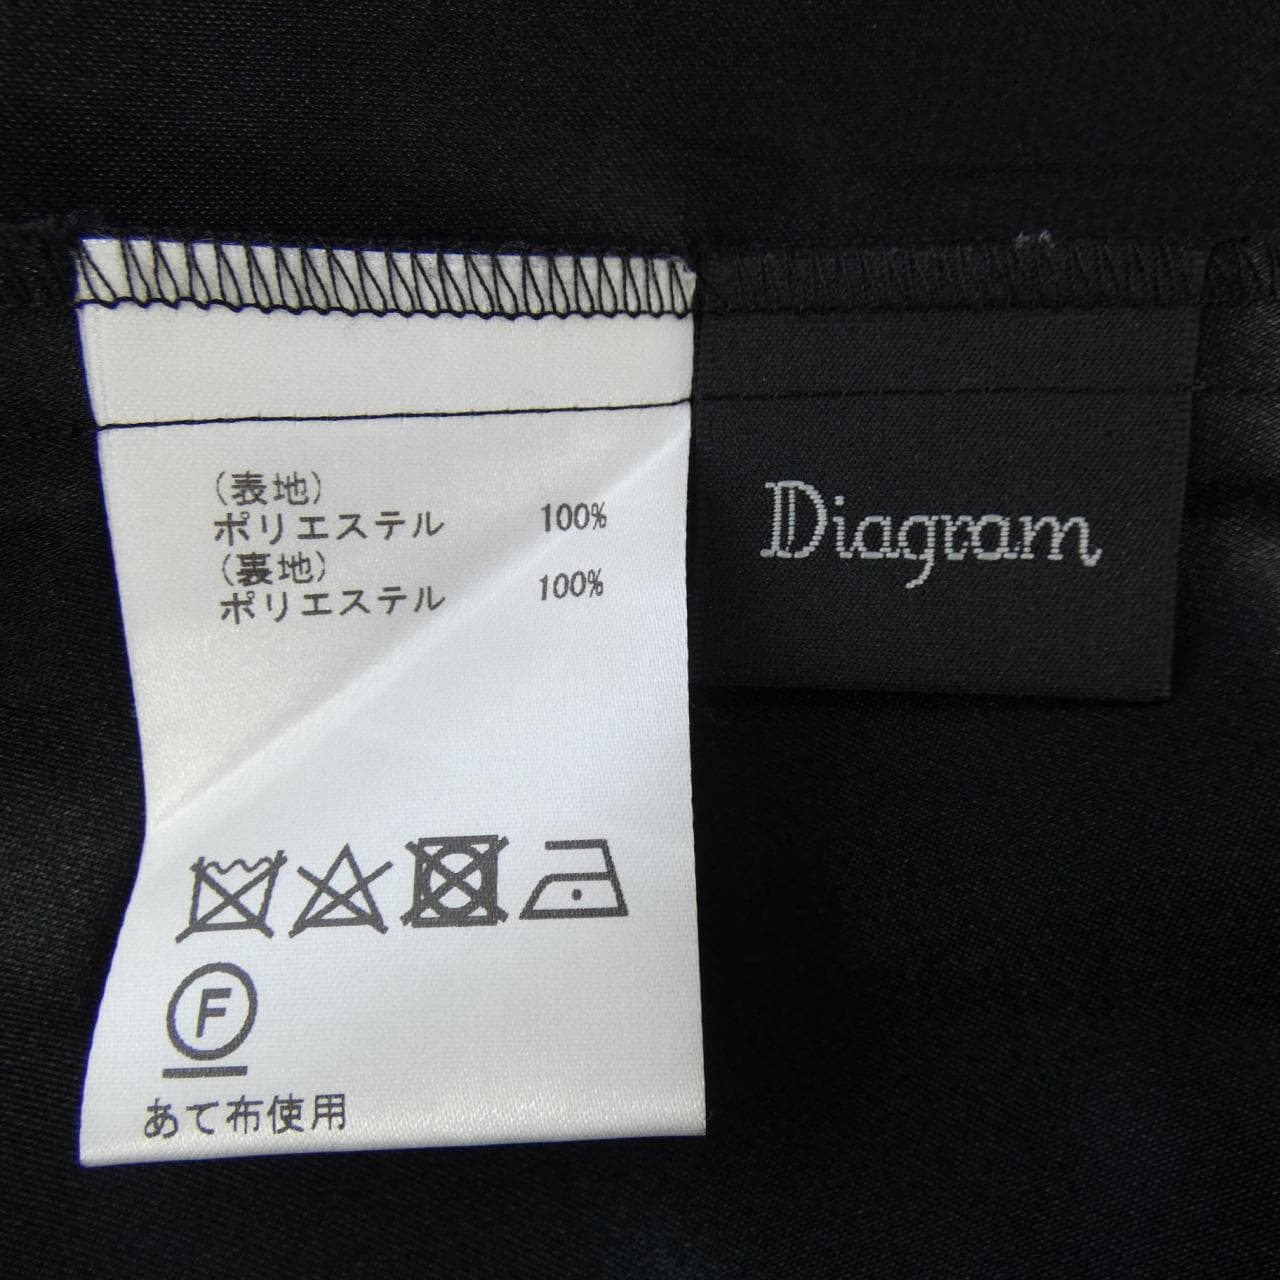 (表地)
ポリエステル 100%
(裏地)
ポリエステル 100%
F
あて布使用
Diagram